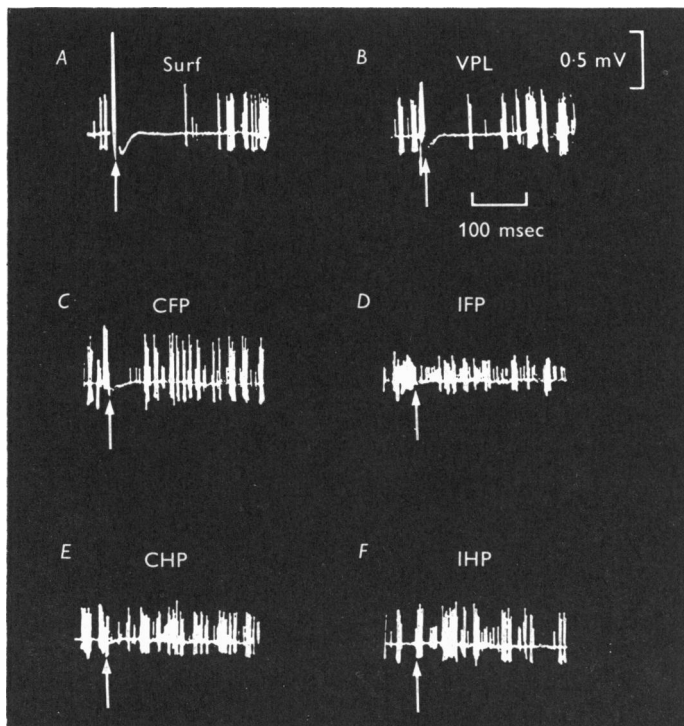 A Surf
B VPL 0·5 mV
100 msec
C CFP
D IFP
E CHP
F IHP